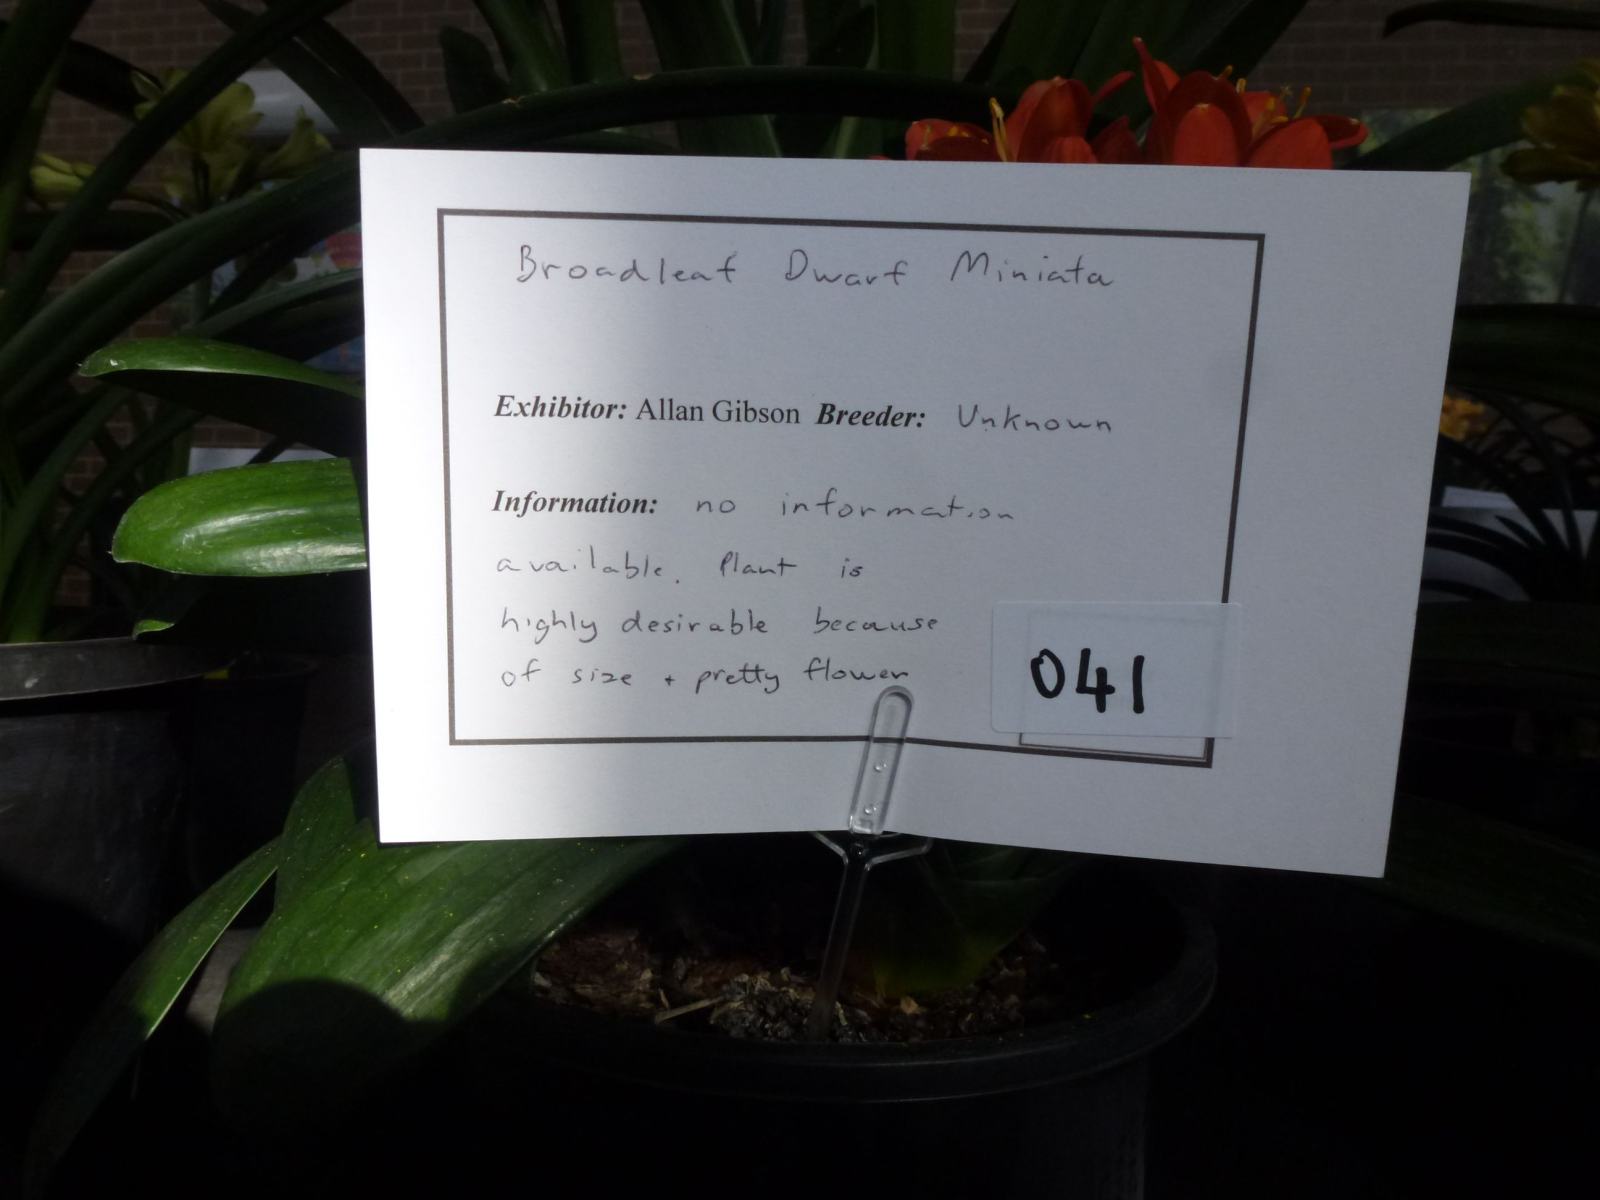 Broadleaf Dwarf Miniata
Exhibitor: Allan Gibson Breeder: Unknown
Information: no information
available. Plant is
highly desirable because
of size + pretty flower
041